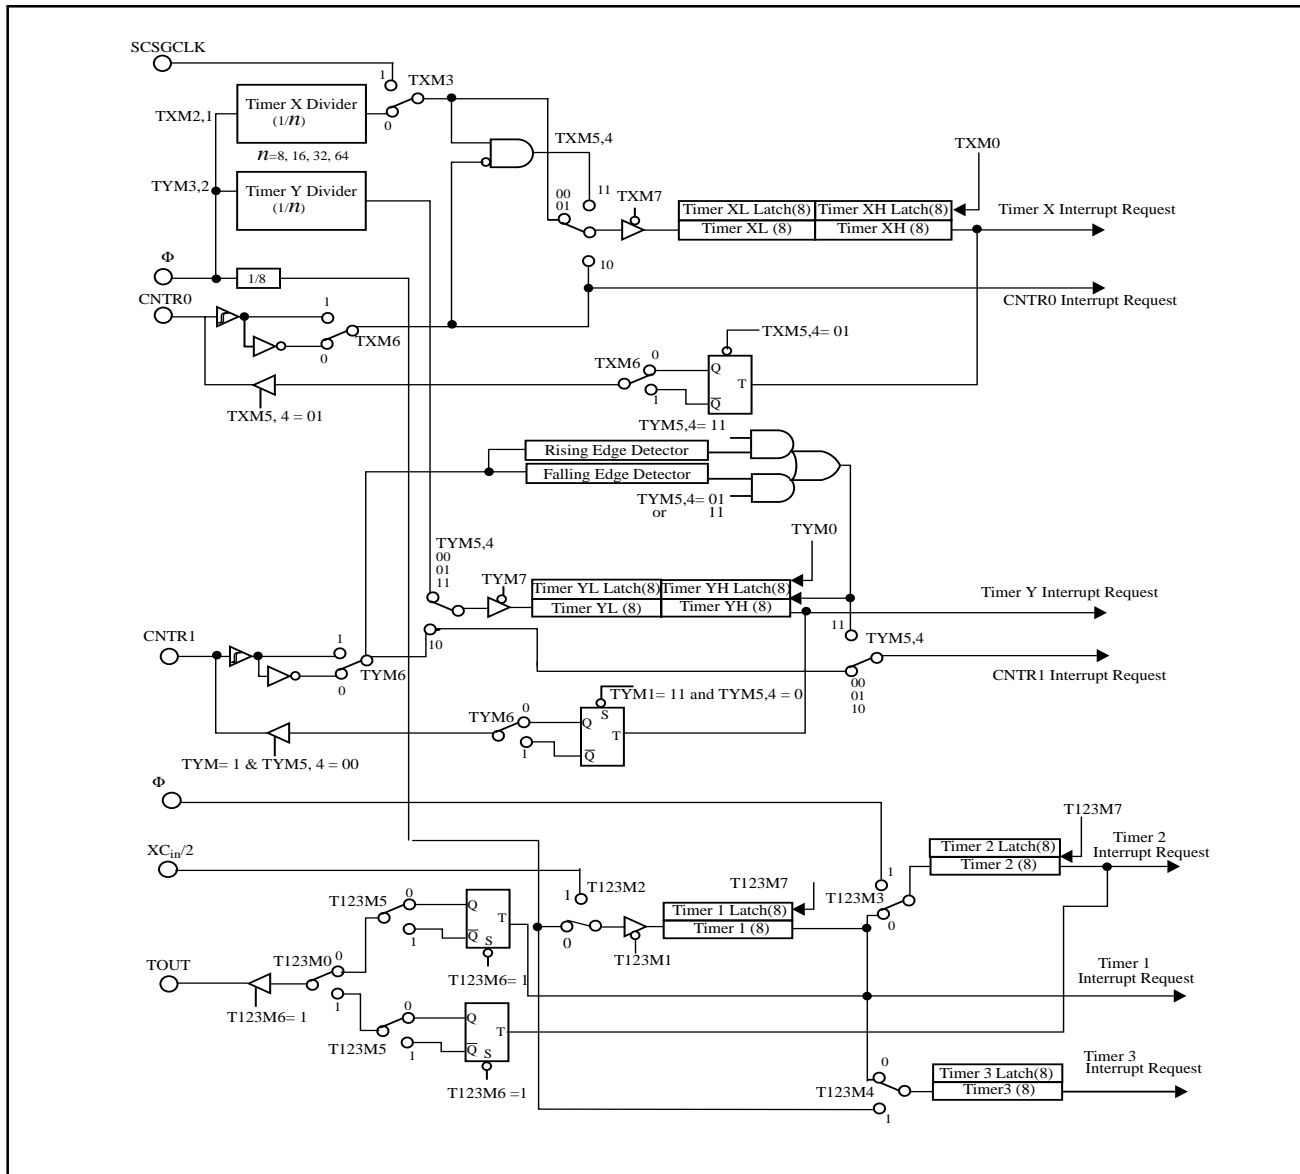 SCSGCLK
1
TXM3
TXM2,1
Timer X Divider
(1/n)
0
n=8, 16, 32, 64
TXM5,4
TXM0
TYM3,2
Timer Y Divider
(1/n)
00
01
11
TXM7
Timer XL Latch(8)
Timer XH Latch(8)
Timer XL (8)
Timer XH (8)
Timer X Interrupt Request
Φ
1/8
10
CNTR0
CNTR0 Interrupt Request
1
0
TXM6
TXM5,4= 01
TXM6
0
1
Q
T
Q
TXM5, 4 = 01
TYM5,4= 11
Rising Edge Detector
Falling Edge Detector
TYM5,4= 01
or 11
TYM0
TYM5,4
00
01
11
TYM7
Timer YL Latch(8)
Timer YH Latch(8)
Timer YL (8)
Timer YH (8)
Timer Y Interrupt Request
CNTR1
1
0
TYM6
10
11
TYM5,4
00
01
10
CNTR1 Interrupt Request
TYM1= 11 and TYM5,4 = 0
TYM6
0
1
S
Q
T
Q
TYM= 1 & TYM5, 4 = 00
Φ
T123M7
XCin/2
Timer 2 Latch(8)
Timer 2 (8)
Timer 2
Interrupt Request
1
T123M3
0
T123M2
1
0
T123M7
Timer 1 Latch(8)
Timer 1 (8)
T123M1
T123M5
0
1
Q
T
Q
S
T123M6= 1
TOUT
T123M0
0
1
T123M6= 1
Timer 1
Interrupt Request
T123M5
0
1
Q
T
Q
S
T123M6 =1
T123M4
0
1
Timer 3 Latch(8)
Timer3 (8)
Timer 3
Interrupt Request